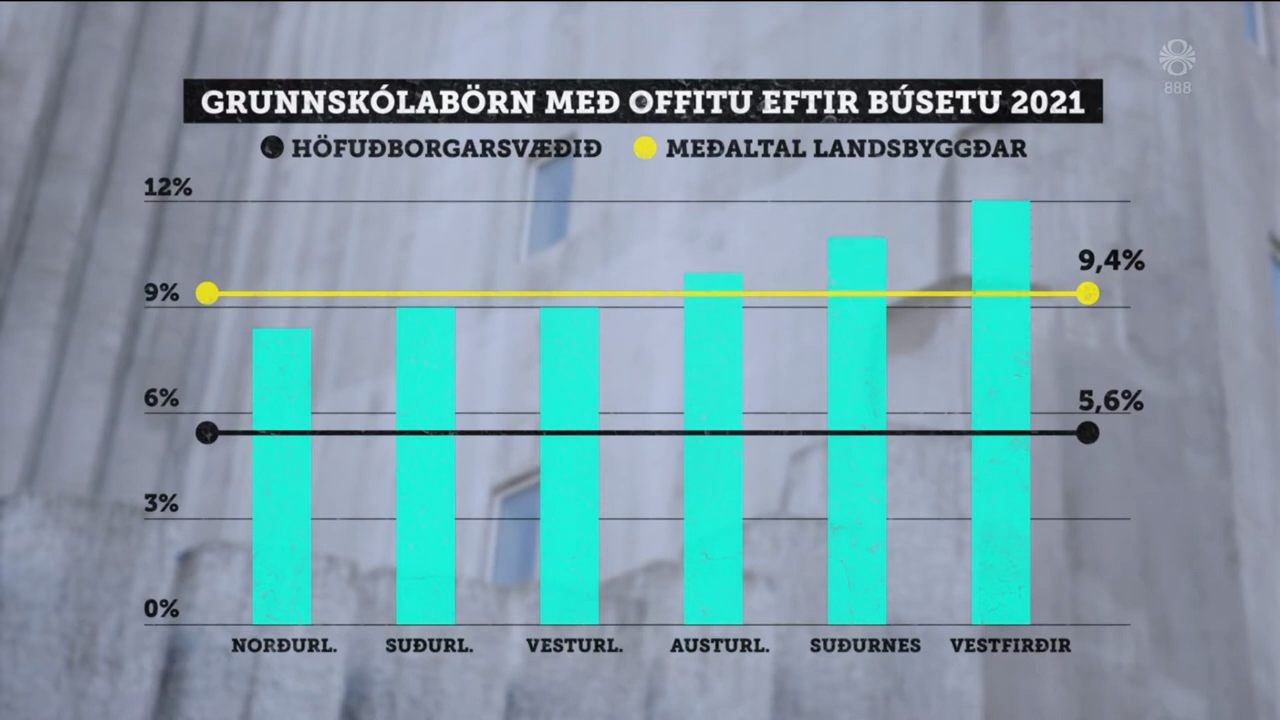 888
GRUNNSKÓLABÖRN MEÐ OFFITU EFTIR BÚSETU 2021
HÖFUÐBORGARSVÆÐIÐ MEÐALTAL LANDSBYGGÐAR
12%
9,4%
9%
6%
5,6%
3%
0%
NORÐURL. SUÐURL. VESTURL. AUSTURL. SUÐURNES VESTFIRÐIR